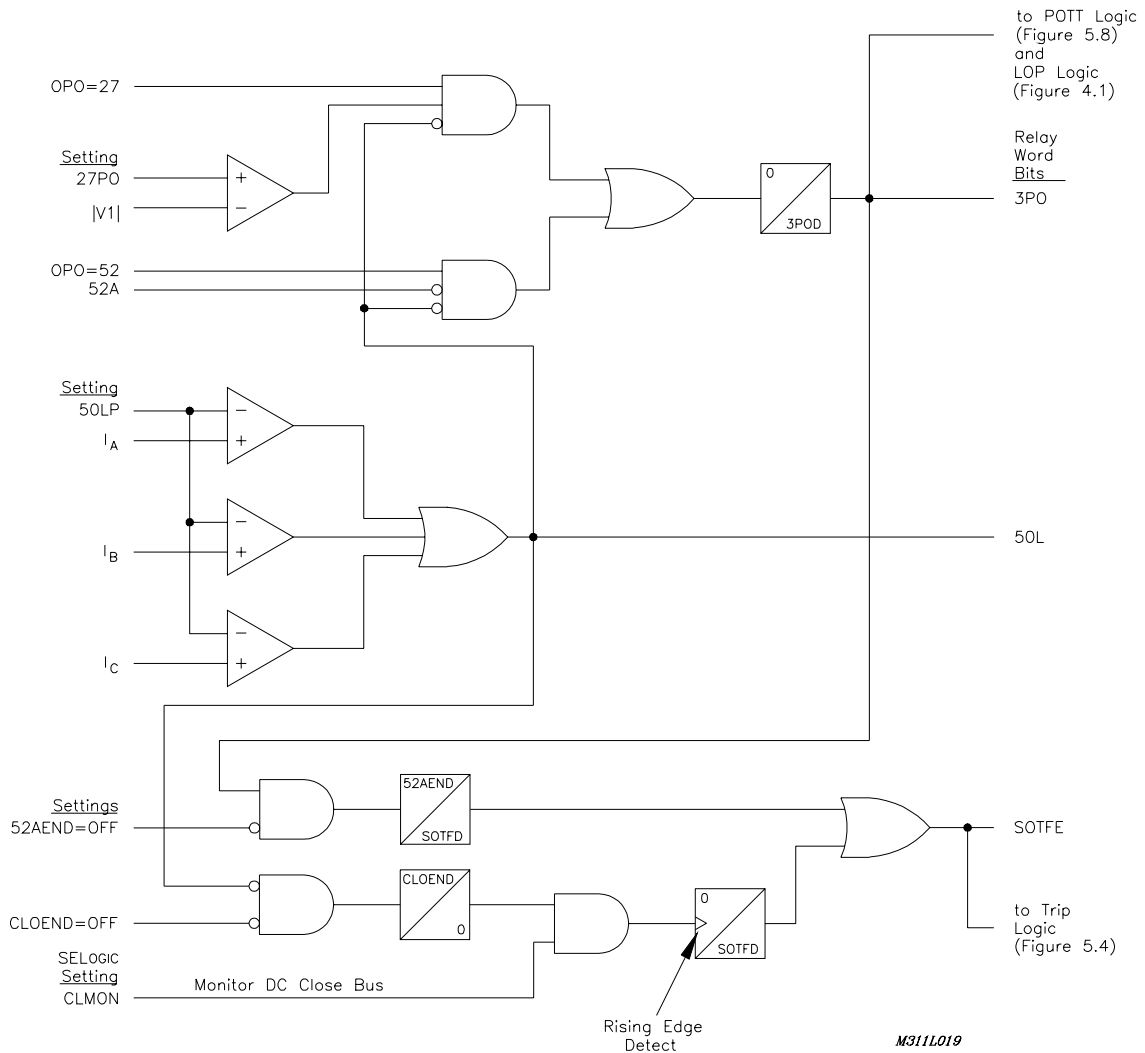 to POTT Logic
(Figure 5.8)
and
LOP Logic
(Figure 4.1)
OPO=27
Relay
Word
Bits
Setting
27PO
+
|V1|
−
0
3POD
3PO
OPO=52
52A
Setting
50LP
−
IA
+
−
IB
+
50L
−
IC
+
Settings
52AEND=OFF
52AEND
SOTFD
SOTFE
CLOEND=OFF
CLOEND
0
0
SOTFD
to Trip
Logic
(Figure 5.4)
SELOGIC
Setting
CLMON
Monitor DC Close Bus
Rising Edge
Detect
M311L019